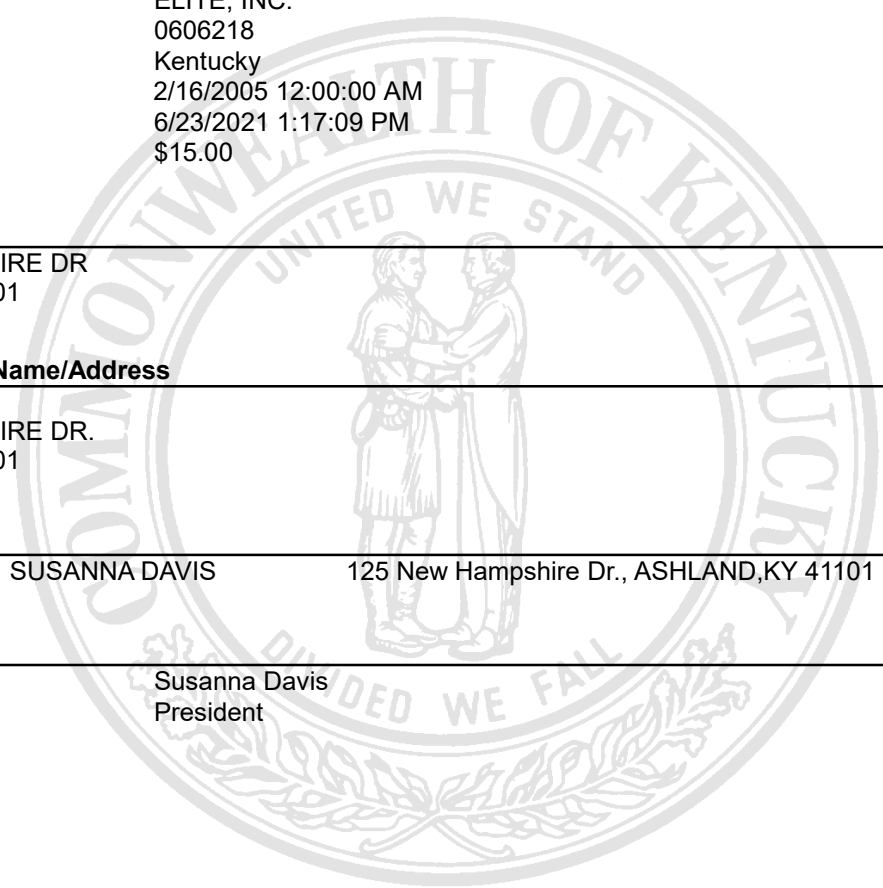 ELITE, INC.
0606218
Kentucky
2/16/2005 12:00:00 AM
6/23/2021 1:17:09 PM
$15.00
IRE DR
01
Name/Address
IRE DR.
01
SUSANNA DAVIS 125 New Hampshire Dr., ASHLAND,KY 41101
Susanna Davis
President
COMMONWEALTH OF KENTUCKY
UNITED WE STAND
DIVIDED WE FALL